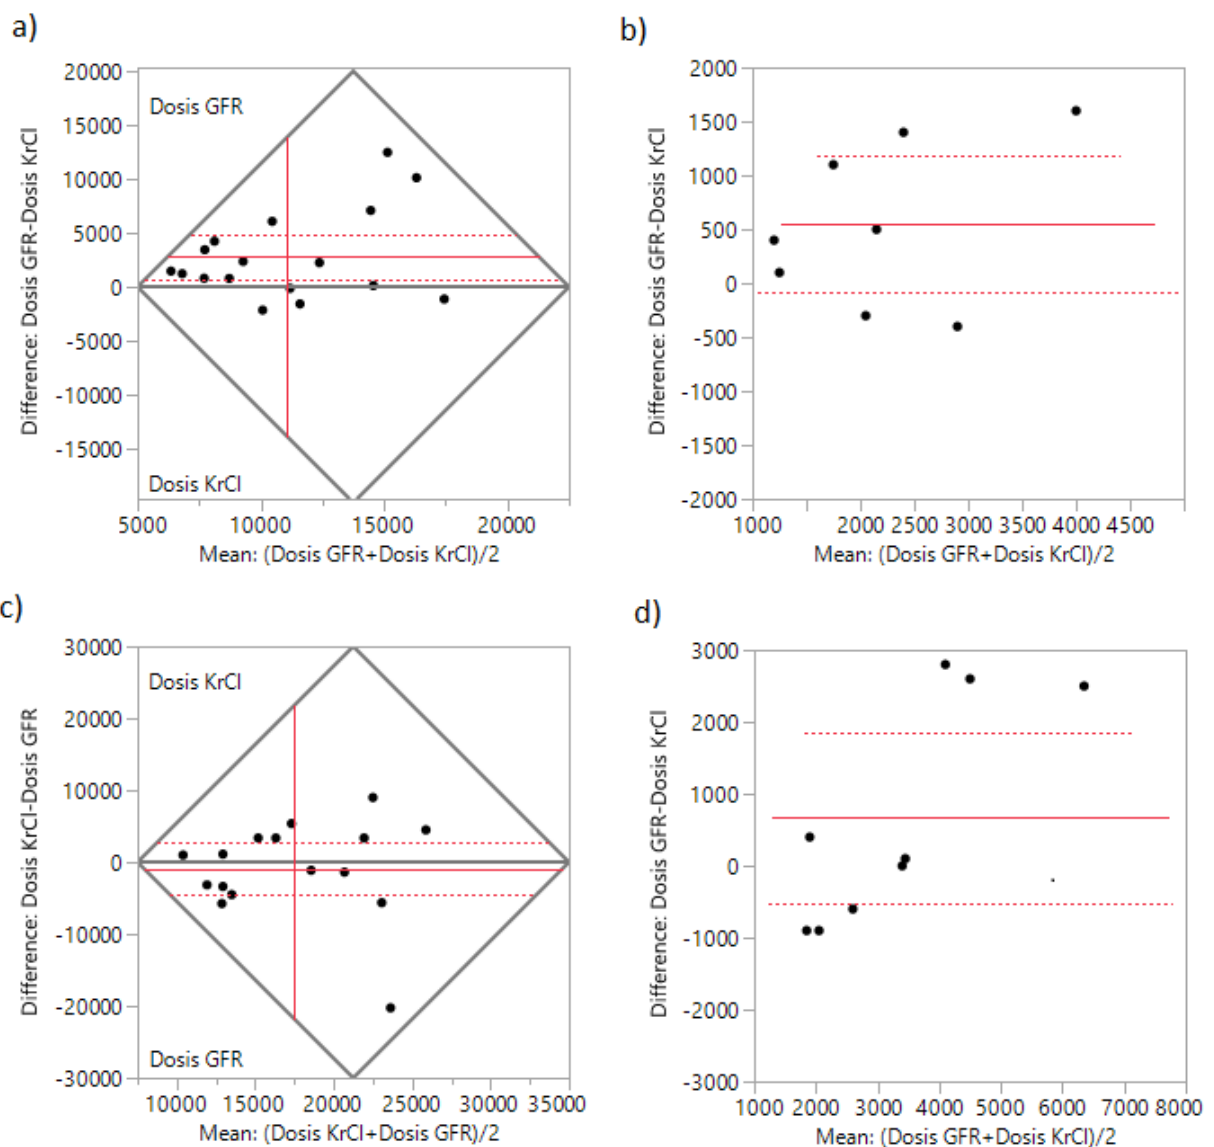 a)
20000
15000
10000
5000
0
-5000
-10000
-15000
Difference: Dosis GFR-Dosis KrCl
Dosis GFR
Dosis KrCl
5000 10000 15000 20000
Mean: (Dosis GFR+Dosis KrCl)/2
b)
2000
1500
1000
500
0
-500
-1000
-1500
-2000
Difference: Dosis GFR-Dosis KrCl
1000 2000 2500 3000 3500 4000 4500
Mean: (Dosis GFR+Dosis KrCl)/2
c)
30000
20000
10000
0
-10000
-20000
-30000
Difference: Dosis KrCl-Dosis GFR
Dosis KrCl
Dosis GFR
10000 15000 20000 25000 30000 35000
Mean: (Dosis KrCl+Dosis GFR)/2
d)
3000
2000
1000
0
-1000
-2000
-3000
Difference: Dosis GFR-Dosis KrCl
1000 2000 3000 4000 5000 6000 7000 8000
Mean: (Dosis GFR+Dosis KrCl)/2